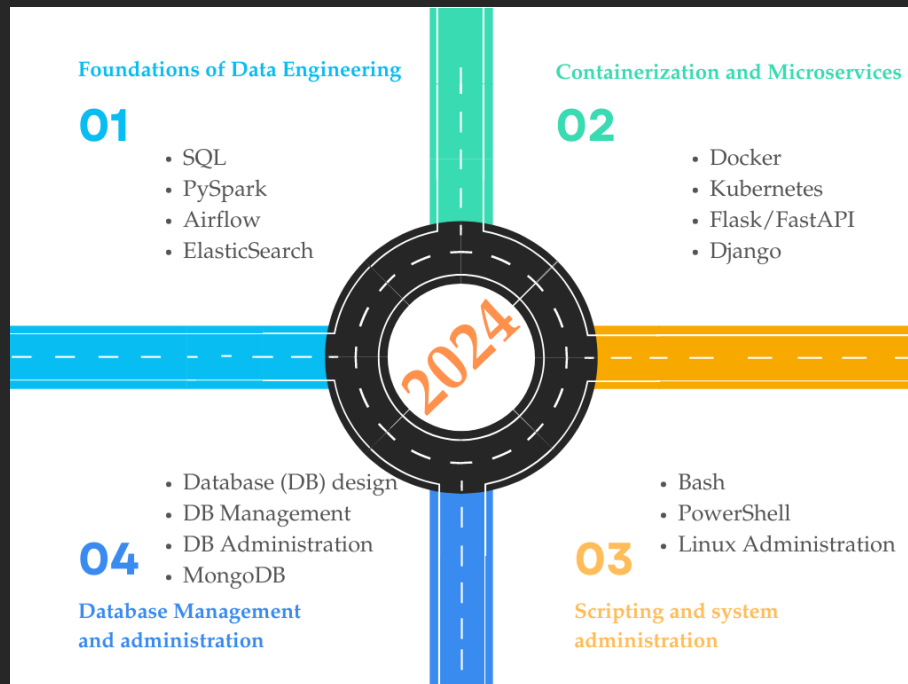 Foundations of Data Engineering
01
• SQL
• PySpark
• Airflow
• ElasticSearch
Containerization and Microservices
02
• Docker
• Kubernetes
• Flask/FastAPI
• Django
2024
• Bash
• PowerShell
• Linux Administration
03
Scripting and system
administration
• Database (DB) design
• DB Management
• DB Administration
• MongoDB
04
Database Management
and administration